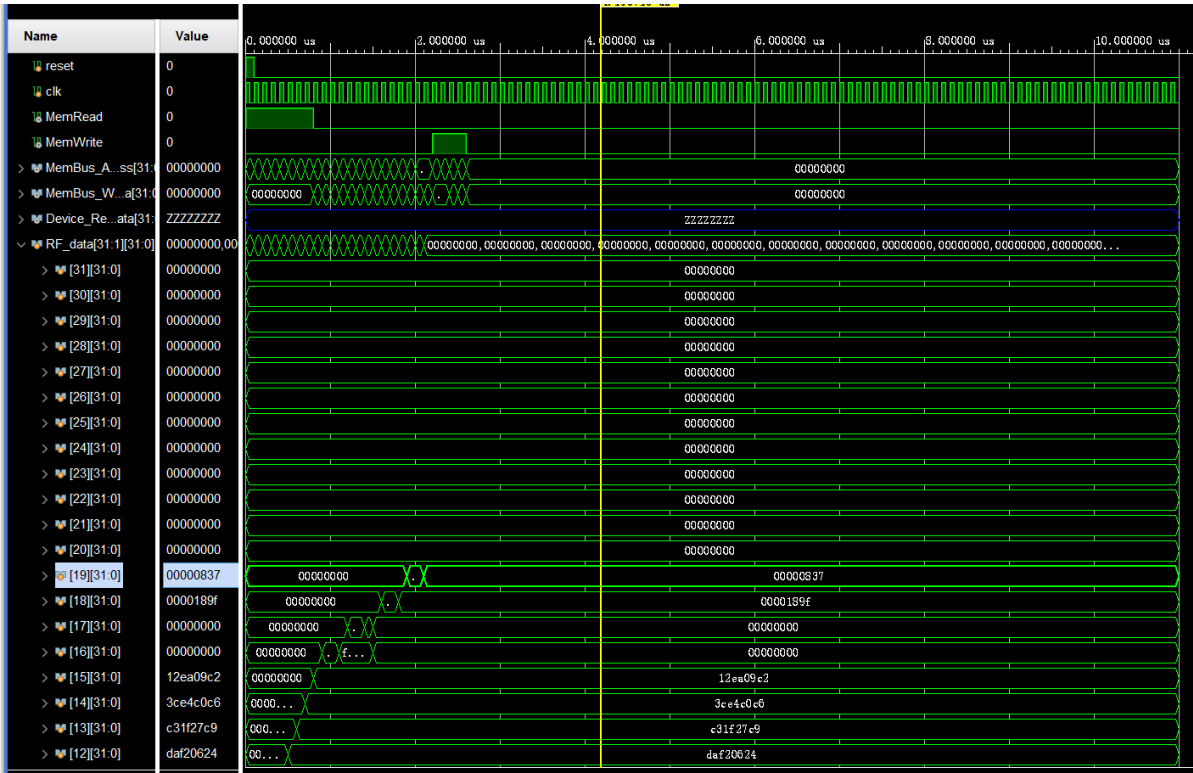 Name Value
0.000000 us 2.000000 us 4.000000 us 6.000000 us 8.000000 us 10.000000 us
reset 0
clk 0
MemRead 0
MemWrite 0
MemBus_A...ss[31: 00000000 . 00000000
MemBus_W...a[31:0 00000000 00000000 . 00000000
Device_Re...ata[31: ZZZZZZZZ ZZZZZZZZ
RF_data[31:1][31:0] 00000000,00 00000000,00000000,00000000,00000000,00000000,00000000,00000000,00000000,00000000,00000000,00000000,00000000...
[31][31:0] 00000000 00000000
[30][31:0] 00000000 00000000
[29][31:0] 00000000 00000000
[28][31:0] 00000000 00000000
[27][31:0] 00000000 00000000
[26][31:0] 00000000 00000000
[25][31:0] 00000000 00000000
[24][31:0] 00000000 00000000
[23][31:0] 00000000 00000000
[22][31:0] 00000000 00000000
[21][31:0] 00000000 00000000
[20][31:0] 00000000 00000000
[19][31:0] 00000837 00000000 . 00000837
[18][31:0] 0000189f 00000000 . 0000189f
[17][31:0] 00000000 00000000 . 00000000
[16][31:0] 00000000 00000000 . f... 00000000
[15][31:0] 12ea09c2 00000000 12ea09c2
[14][31:0] 3ce4c0c6 0000... 3ce4c0c6
[13][31:0] c31f27c9 000... c31f27c9
[12][31:0] daf20624 00... daf20624